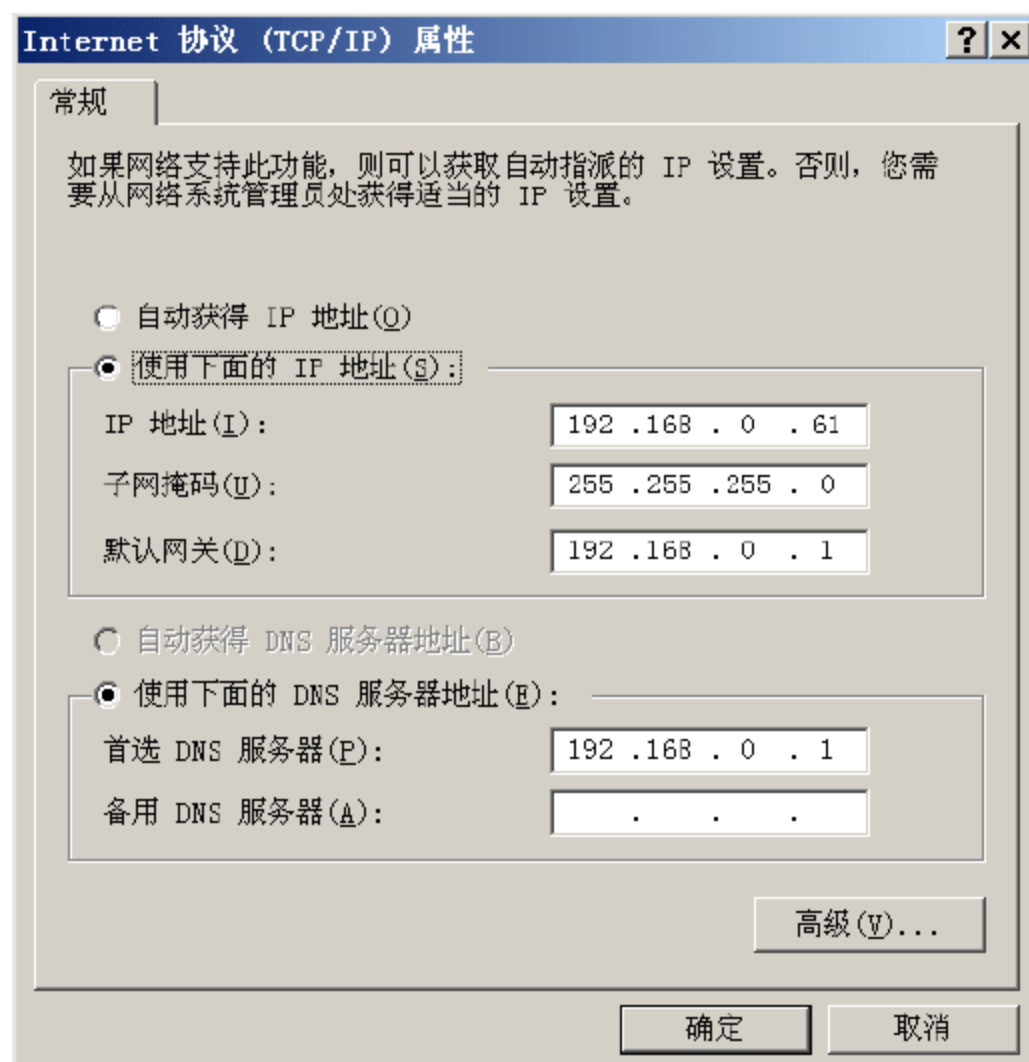 Internet 协议 (TCP/IP) 属性
常规
如果网络支持此功能，则可以获取自动指派的 IP 设置。否则，您需
要从网络系统管理员处获得适当的 IP 设置。
自动获得 IP 地址(O)
使用下面的 IP 地址(S):
IP 地址(I): 192 .168 . 0 . 61
子网掩码(U): 255 .255 .255 . 0
默认网关(D): 192 .168 . 0 . 1
自动获得 DNS 服务器地址(B)
使用下面的 DNS 服务器地址(E):
首选 DNS 服务器(P): 192 .168 . 0 . 1
备用 DNS 服务器(A): . . .
高级(V)...
确定 取消